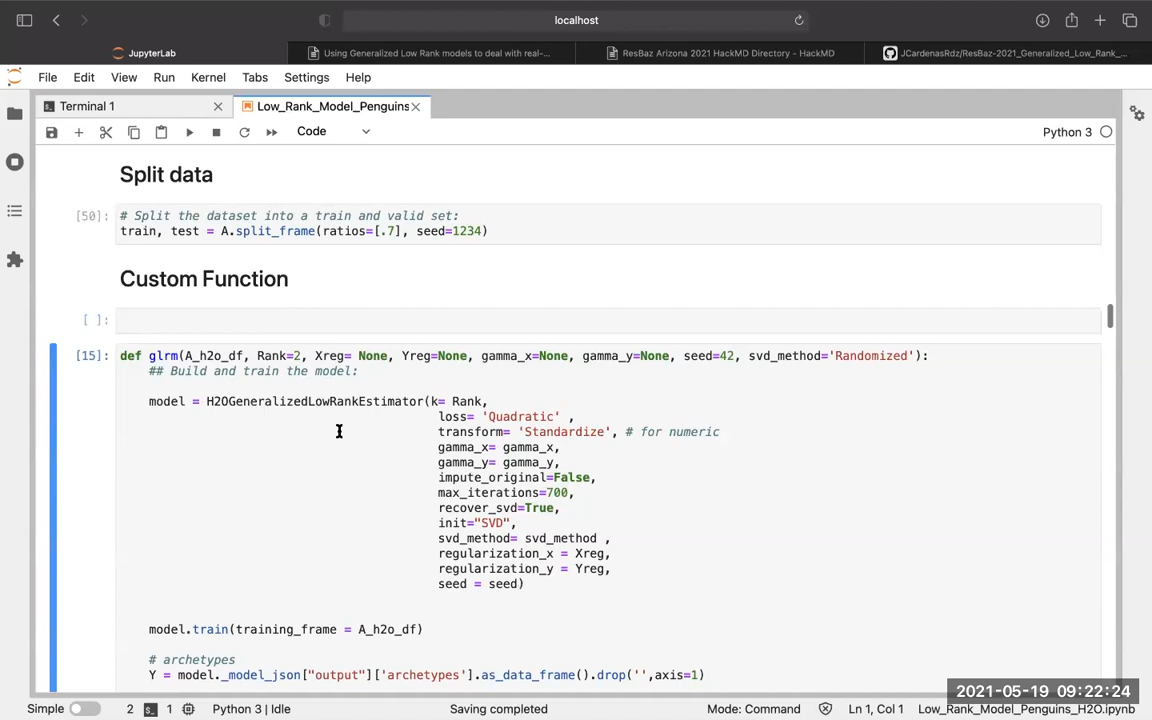 localhost
JupyterLab
Using Generalized Low Rank models to deal with real-...
ResBaz Arizona 2021 HackMD Directory - HackMD
JCardenasRdz/ResBaz-2021_Generalized_Low_Rank_...
File Edit View Run Kernel Tabs Settings Help
Terminal 1
Low_Rank_Model_Penguins
Code
Python 3
Split data
[50]:
# Split the dataset into a train and valid set:
train, test = A.split_frame(ratios=[.7], seed=1234)
Custom Function
[ ]:
[15]:
def glrm(A_h2o_df, Rank=2, Xreg= None, Yreg=None, gamma_x=None, gamma_y=None, seed=42, svd_method='Randomized'):
## Build and train the model:
model = H2OGeneralizedLowRankEstimator(k= Rank,
loss= 'Quadratic' ,
transform= 'Standardize', # for numeric
gamma_x= gamma_x,
gamma_y= gamma_y,
impute_original=False,
max_iterations=700,
recover_svd=True,
init="SVD",
svd_method= svd_method ,
regularization_x = Xreg,
regularization_y = Yreg,
seed = seed)
model.train(training_frame = A_h2o_df)
# archetypes
Y = model._model_json["output"]['archetypes'].as_data_frame().drop('',axis=1)
2021-05-19 09:22:24
Simple
2
1
Python 3 | Idle
Saving completed
Mode: Command
Ln 1, Col 1
Low_Rank_Model_Penguins_H2O.ipynb